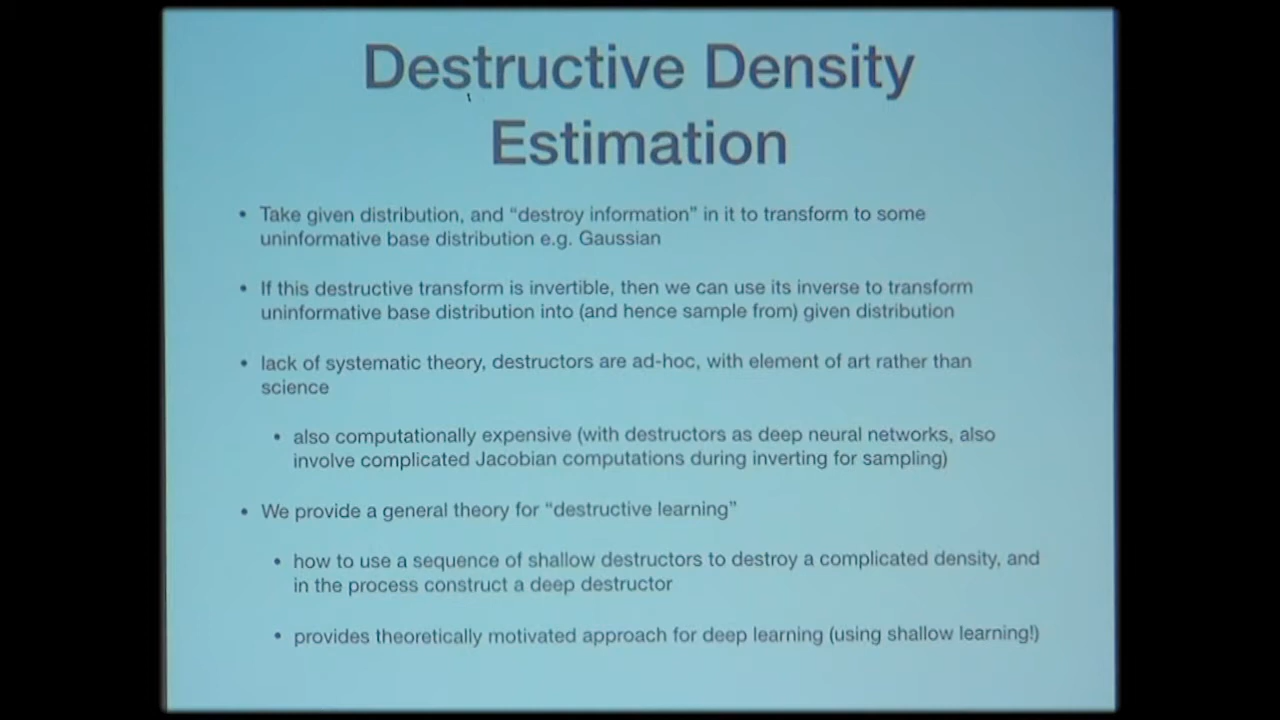 Destructive Density
Estimation
• Take given distribution, and “destroy information” in it to transform to some
uninformative base distribution e.g. Gaussian
• If this destructive transform is invertible, then we can use its inverse to transform
uninformative base distribution into (and hence sample from) given distribution
• lack of systematic theory, destructors are ad-hoc, with element of art rather than
science
• also computationally expensive (with destructors as deep neural networks, also
involve complicated Jacobian computations during inverting for sampling)
• We provide a general theory for “destructive learning”
• how to use a sequence of shallow destructors to destroy a complicated density, and
in the process construct a deep destructor
• provides theoretically motivated approach for deep learning (using shallow learning!)